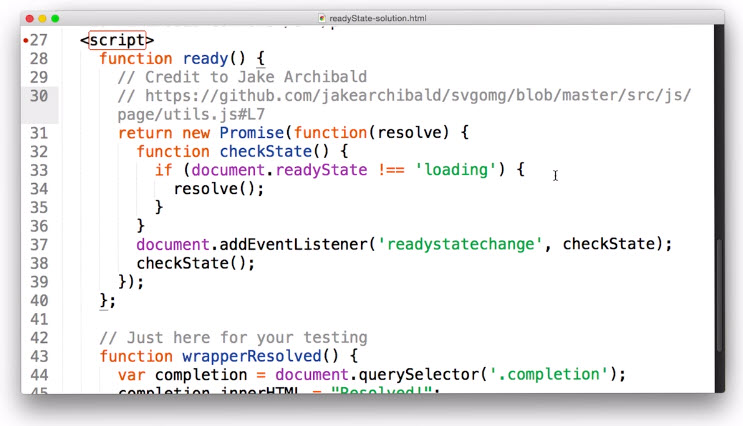 readyState-solution.html
27 <script>
28 function ready() {
29 // Credit to Jake Archibald
30 // https://github.com/jakearchibald/svgomg/blob/master/src/js/
page/utils.js#L7
31 return new Promise(function(resolve) {
32 function checkState() {
33 if (document.readyState !== 'loading') {
34 resolve();
35 }
36 }
37 document.addEventListener('readystatechange', checkState);
38 checkState();
39 });
40 };
41
42 // Just here for your testing
43 function wrapperResolved() {
44 var completion = document.querySelector('.completion');
45 completion.innerHTML = "Resolved!";